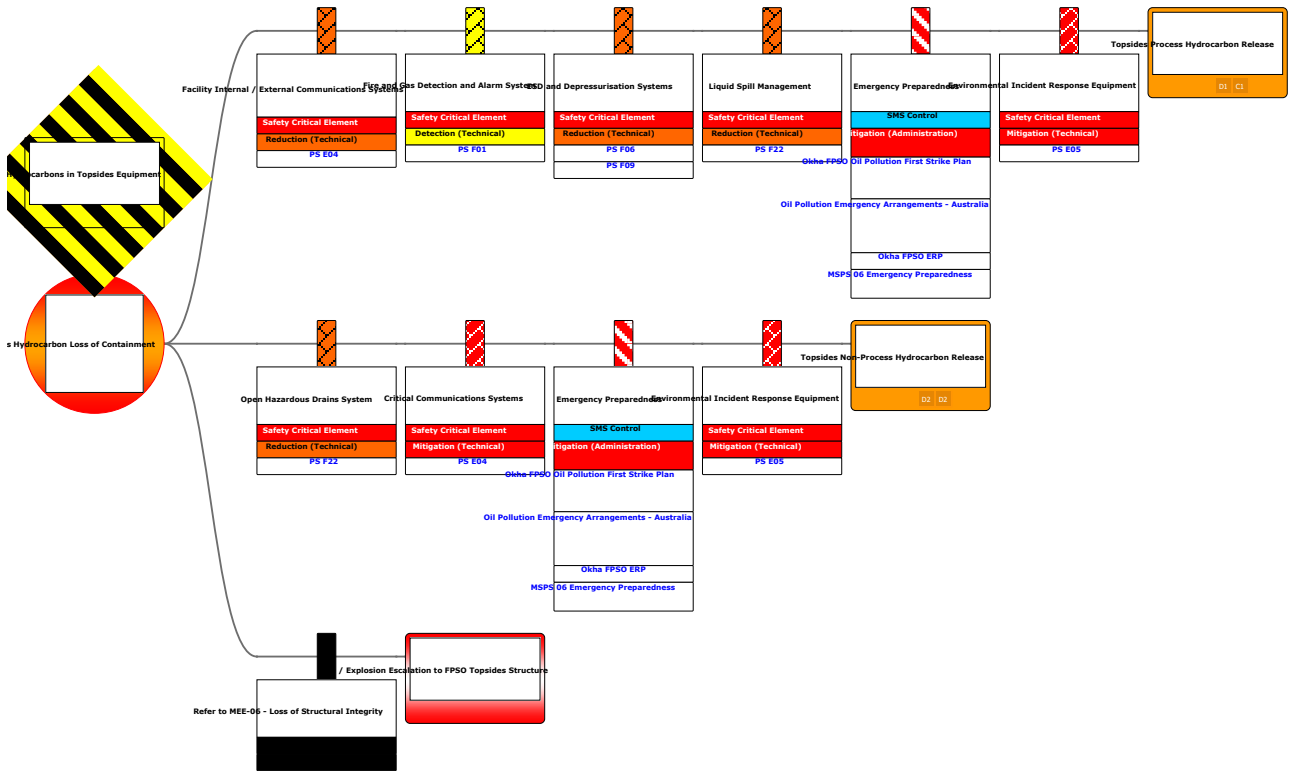 Facility Internal / External Communications Systems
Safety Critical Element
Reduction (Technical)
PS E04
Fire and Gas Detection and Alarm Systems
Safety Critical Element
Detection (Technical)
PS F01
ESD and Depressurisation Systems
Safety Critical Element
Reduction (Technical)
PS F06
PS F09
Liquid Spill Management
Safety Critical Element
Reduction (Technical)
PS F22
Emergency Preparedness
SMS Control
itigation (Administration)
Okha FPSO Oil Pollution First Strike Plan
Oil Pollution Emergency Arrangements - Australia
Okha FPSO ERP
MSPS 06 Emergency Preparedness
Environmental Incident Response Equipment
Safety Critical Element
Mitigation (Technical)
PS E05
Topsides Process Hydrocarbon Release
D1 C1
in Topsides Equipment
s Hydrocarbon Loss of Containment
Open Hazardous Drains System
Safety Critical Element
Reduction (Technical)
PS F22
Critical Communications Systems
Safety Critical Element
Mitigation (Technical)
PS E04
Emergency Preparedness
SMS Control
itigation (Administration)
Okha FPSO Oil Pollution First Strike Plan
Oil Pollution Emergency Arrangements - Australia
Okha FPSO ERP
MSPS 06 Emergency Preparedness
Environmental Incident Response Equipment
Safety Critical Element
Mitigation (Technical)
PS E05
Topsides Non-Process Hydrocarbon Release
D2 D2
/ Explosion Escalation to FPSO Topsides Structure
Refer to MEE-06 - Loss of Structural Integrity